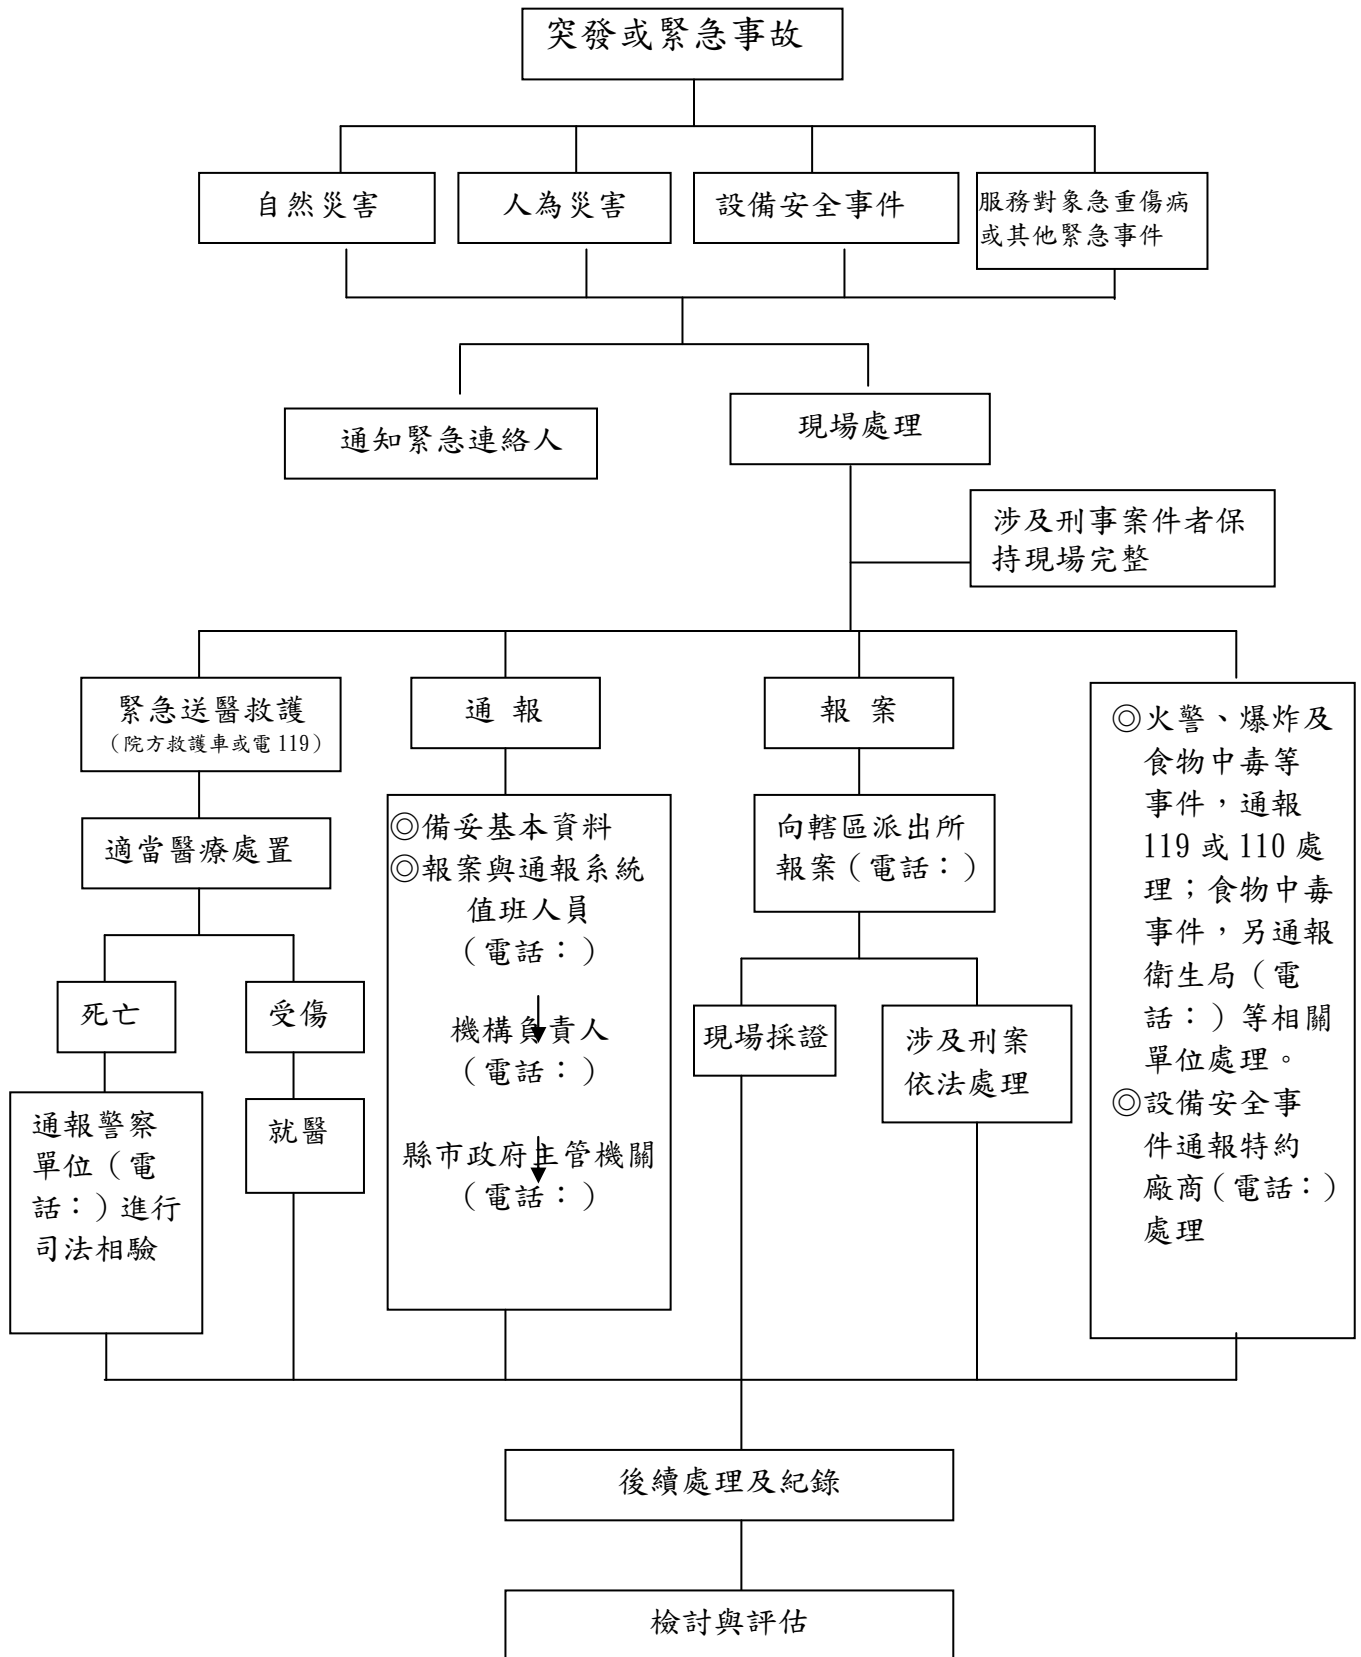 突發或緊急事故
自然災害
人為災害
設備安全事件
服務對象急重傷病
或其他緊急事件
通知緊急連絡人
現場處理
涉及刑事案件者保
持現場完整
緊急送醫救護
（院方救護車或電 119）
適當醫療處置
死亡
受傷
通報警察
單位（電
話：）進行
司法相驗
就醫
通 報
◎備妥基本資料
◎報案與通報系統
值班人員
（電話：）
機構負責人
（電話：）
縣市政府主管機關
（電話：）
報 案
向轄區派出所
報案（電話：）
現場採證
涉及刑案
依法處理
◎火警、爆炸及
食物中毒等
事件，通報
119 或 110 處
理；食物中毒
事件，另通報
衛生局（電
話：）等相關
單位處理。
◎設備安全事
件通報特約
廠商（電話：）
處理
後續處理及紀錄
檢討與評估